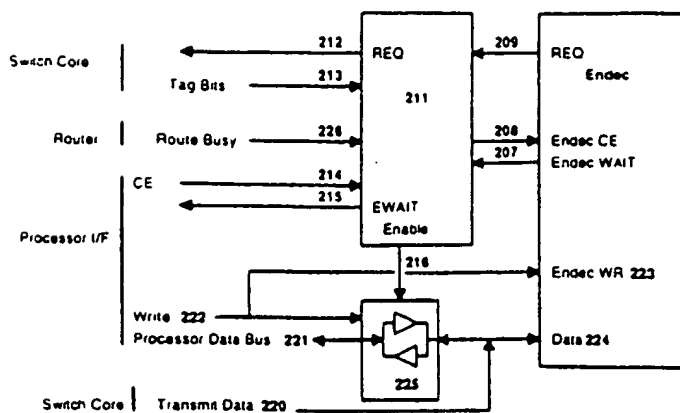 212
REQ
209
REQ
Switch Core
213
Endec
Tag Bits
211
Router
Route Busy
226
208
Endec CE
207
Endec WAIT
CE
214
215
EWAIT
Enable
Processor I/F
216
Endec WR 223
Write 222
Processor Data Bus 221
Data 224
225
Switch Core
Transmit Data 220